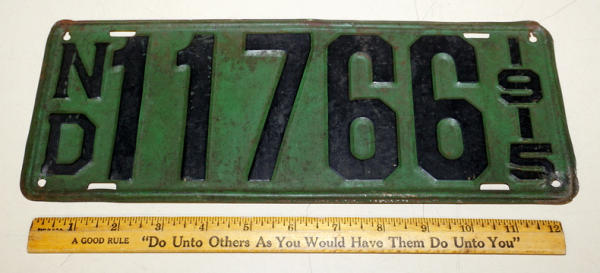 ND 11766 1915
1 2 3 4 5 6 7 8 9 10 11 12
A GOOD RULE "Do Unto Others As You Would Have Them Do Unto You"